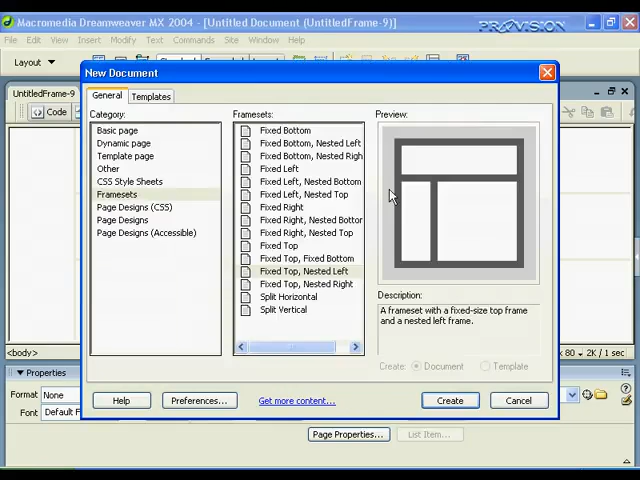 Macromedia Dreamweaver MX 2004 - [Untitled Document (UntitledFrame-9)]
PROVISION
File Edit View Insert Modify Text Commands Site Window Help
Layout
New Document
UntitledFrame-9
General Templates
Code
Category:
Basic page
Dynamic page
Template page
Other
CSS Style Sheets
Framesets
Page Designs (CSS)
Page Designs
Page Designs (Accessible)
Framesets:
Fixed Bottom
Fixed Bottom, Nested Left
Fixed Bottom, Nested Righ
Fixed Left
Fixed Left, Nested Bottom
Fixed Left, Nested Top
Fixed Right
Fixed Right, Nested Bottor
Fixed Right, Nested Top
Fixed Top
Fixed Top, Fixed Bottom
Fixed Top, Nested Left
Fixed Top, Nested Right
Split Horizontal
Split Vertical
Preview:
Description:
A frameset with a fixed-size top frame
and a nested left frame.
Create: Document Template
<body>
x 80 2K / 1 sec
Properties
Format None
Font Default F
Help Preferences... Get more content... Create Cancel
Page Properties... List Item...